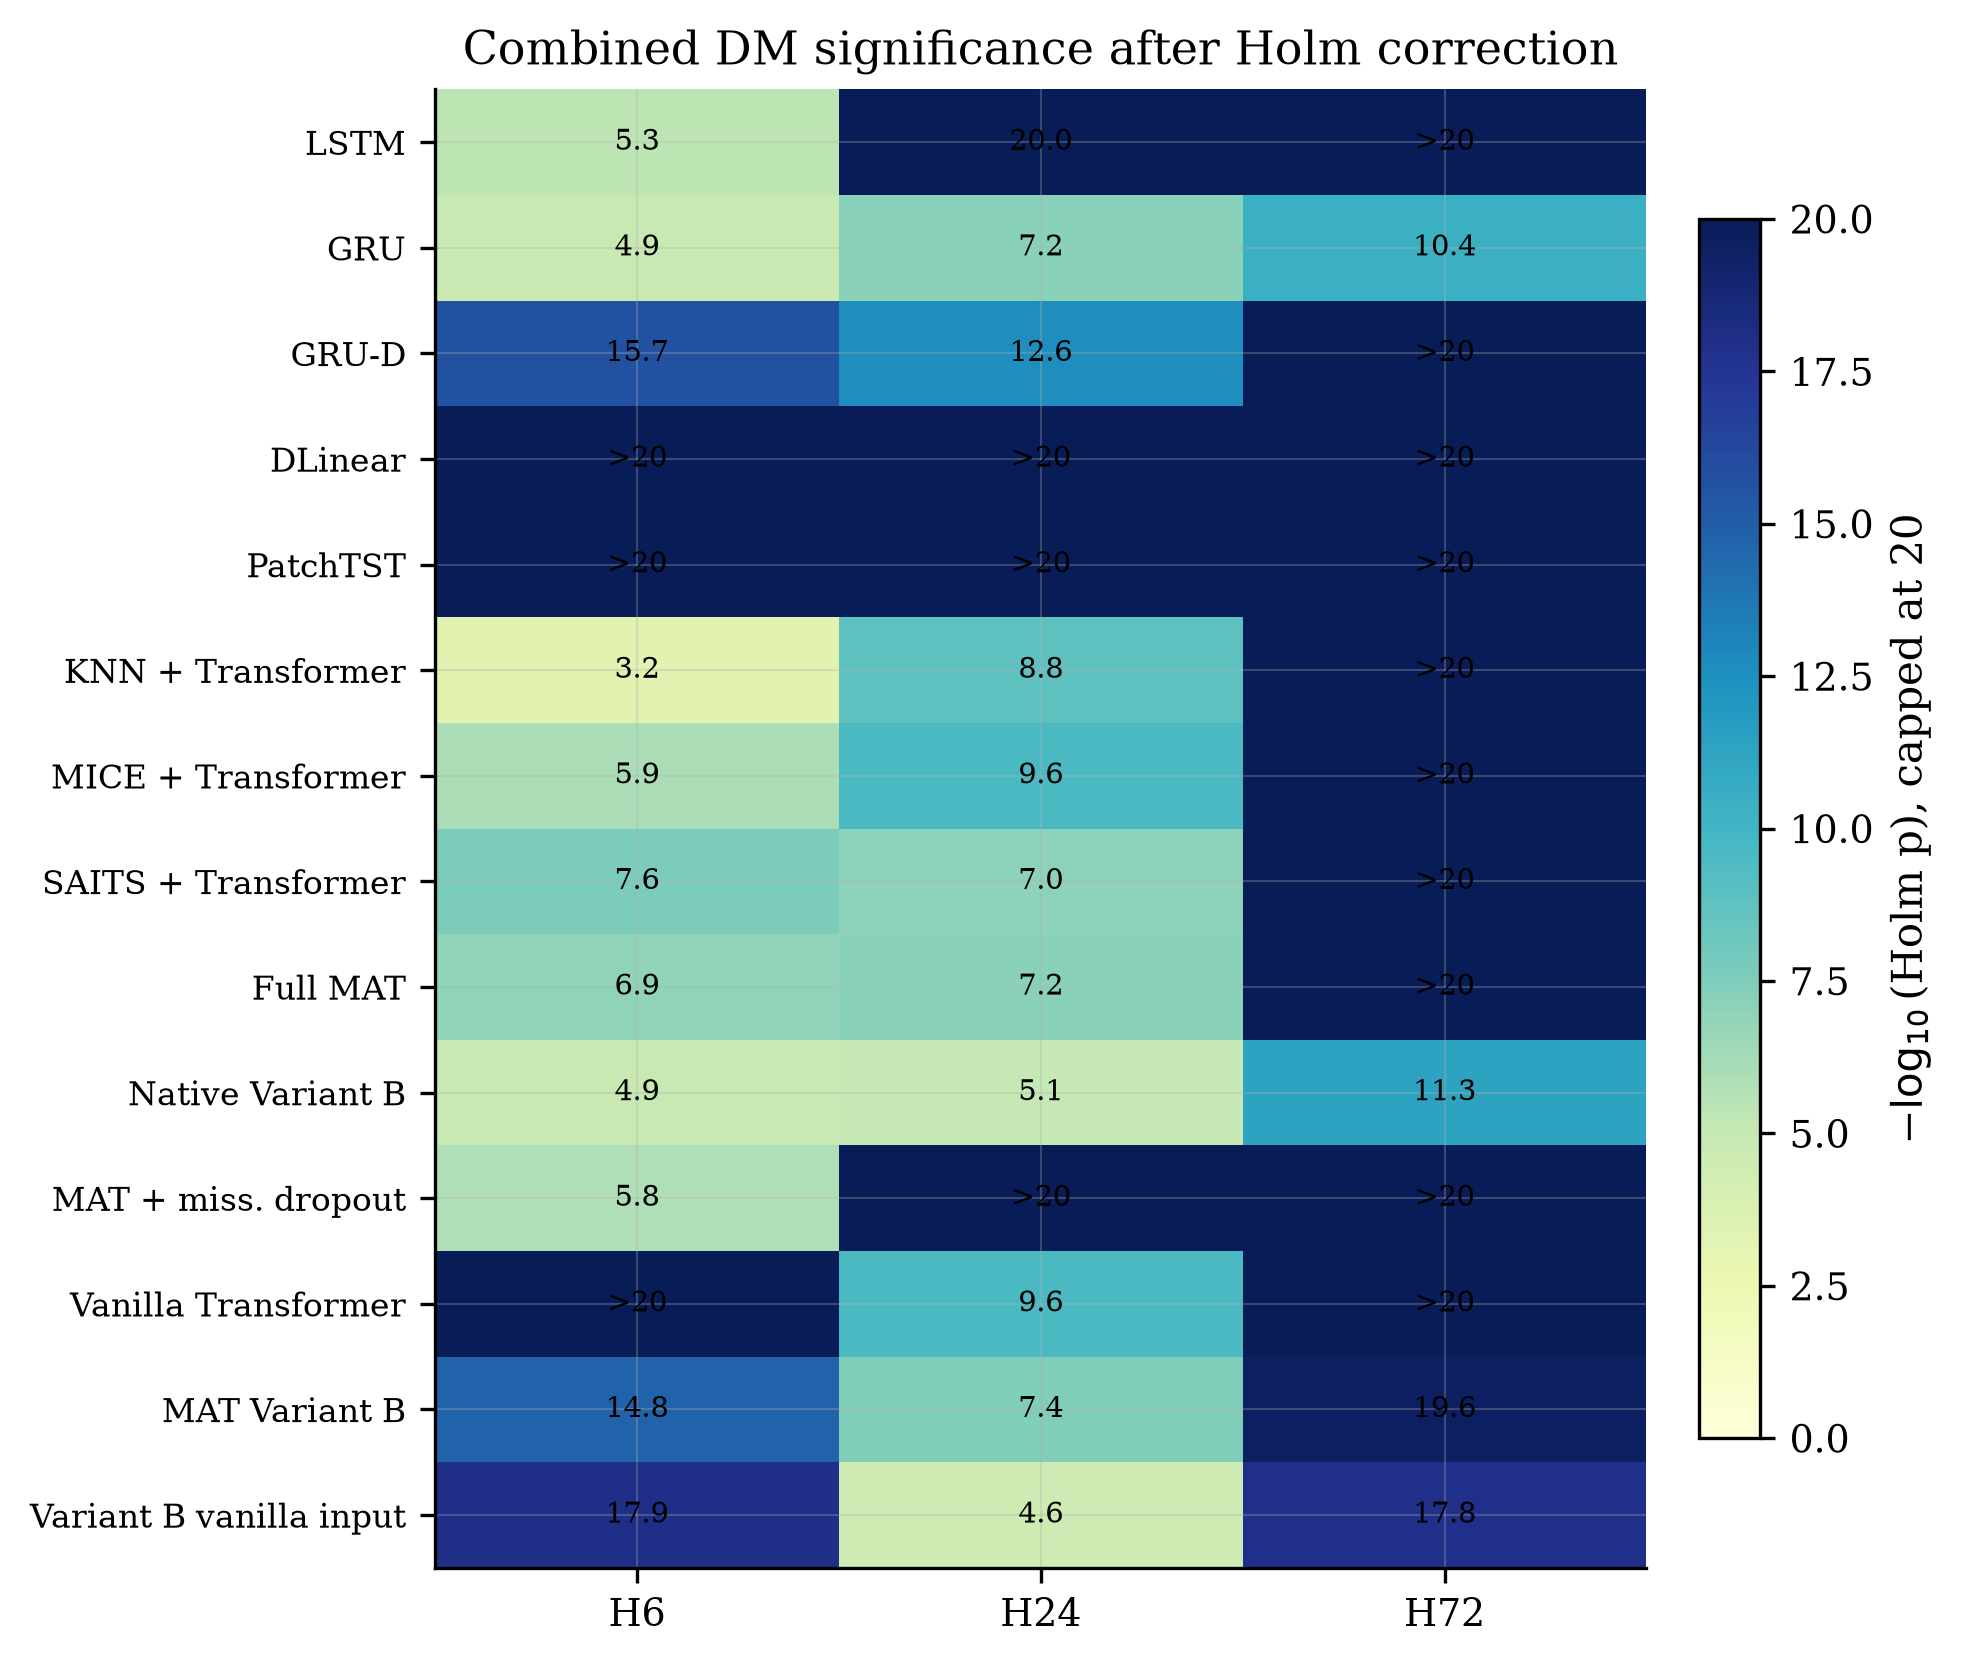 Combined DM significance after Holm correction
LSTM 5.3 20.0 >20
GRU 4.9 7.2 10.4
GRU-D 15.7 12.6 >20
DLinear >20 >20 >20
PatchTST >20 >20 >20
KNN + Transformer 3.2 8.8 >20
MICE + Transformer 5.9 9.6 >20
SAITS + Transformer 7.6 7.0 >20
Full MAT 6.9 7.2 >20
Native Variant B 4.9 5.1 11.3
MAT + miss. dropout 5.8 >20 >20
Vanilla Transformer >20 9.6 >20
MAT Variant B 14.8 7.4 19.6
Variant B vanilla input 17.9 4.6 17.8
H6 H24 H72
20.0
17.5
15.0
12.5
10.0
7.5
5.0
2.5
0.0
−log₁₀(Holm p), capped at 20